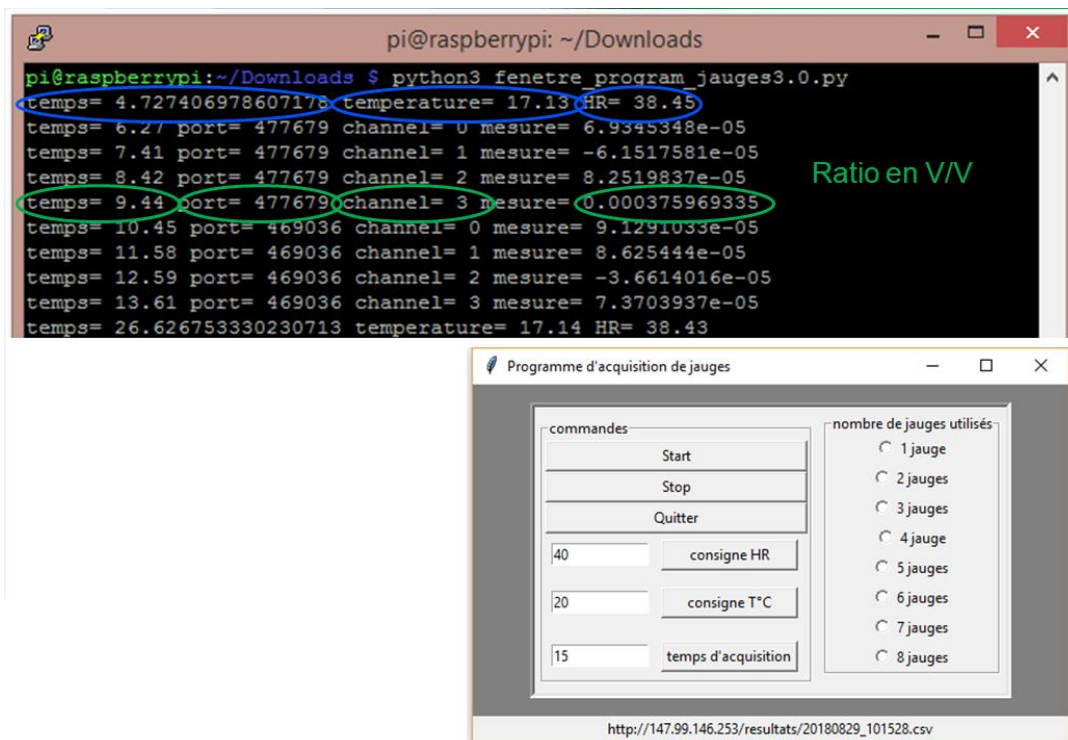 pi@raspberrypi: ~/Downloads
pi@raspberrypi:~/Downloads $ python3 fenetre_program_jauges3.0.py
temps= 4.727406978607178 temperature= 17.13 HR= 38.45
temps= 6.27 port= 477679 channel= 0 mesure= 6.9345348e-05
temps= 7.41 port= 477679 channel= 1 mesure= -6.1517581e-05
temps= 8.42 port= 477679 channel= 2 mesure= 8.2519837e-05
Ratio en V/V
temps= 9.44 port= 477679 channel= 3 mesure= 0.000375969335
temps= 10.45 port= 469036 channel= 0 mesure= 9.1291033e-05
temps= 11.58 port= 469036 channel= 1 mesure= 8.625444e-05
temps= 12.59 port= 469036 channel= 2 mesure= -3.6614016e-05
temps= 13.61 port= 469036 channel= 3 mesure= 7.3703937e-05
temps= 26.626753330230713 temperature= 17.14 HR= 38.43
Programme d'acquisition de jauges
commandes
Start
Stop
Quitter
40 consigne HR
20 consigne T°C
15 temps d'acquisition
nombre de jauges utilisés
1 jauge
2 jauges
3 jauges
4 jauge
5 jauges
6 jauges
7 jauges
8 jauges
http://147.99.146.253/resultats/20180829_101528.csv